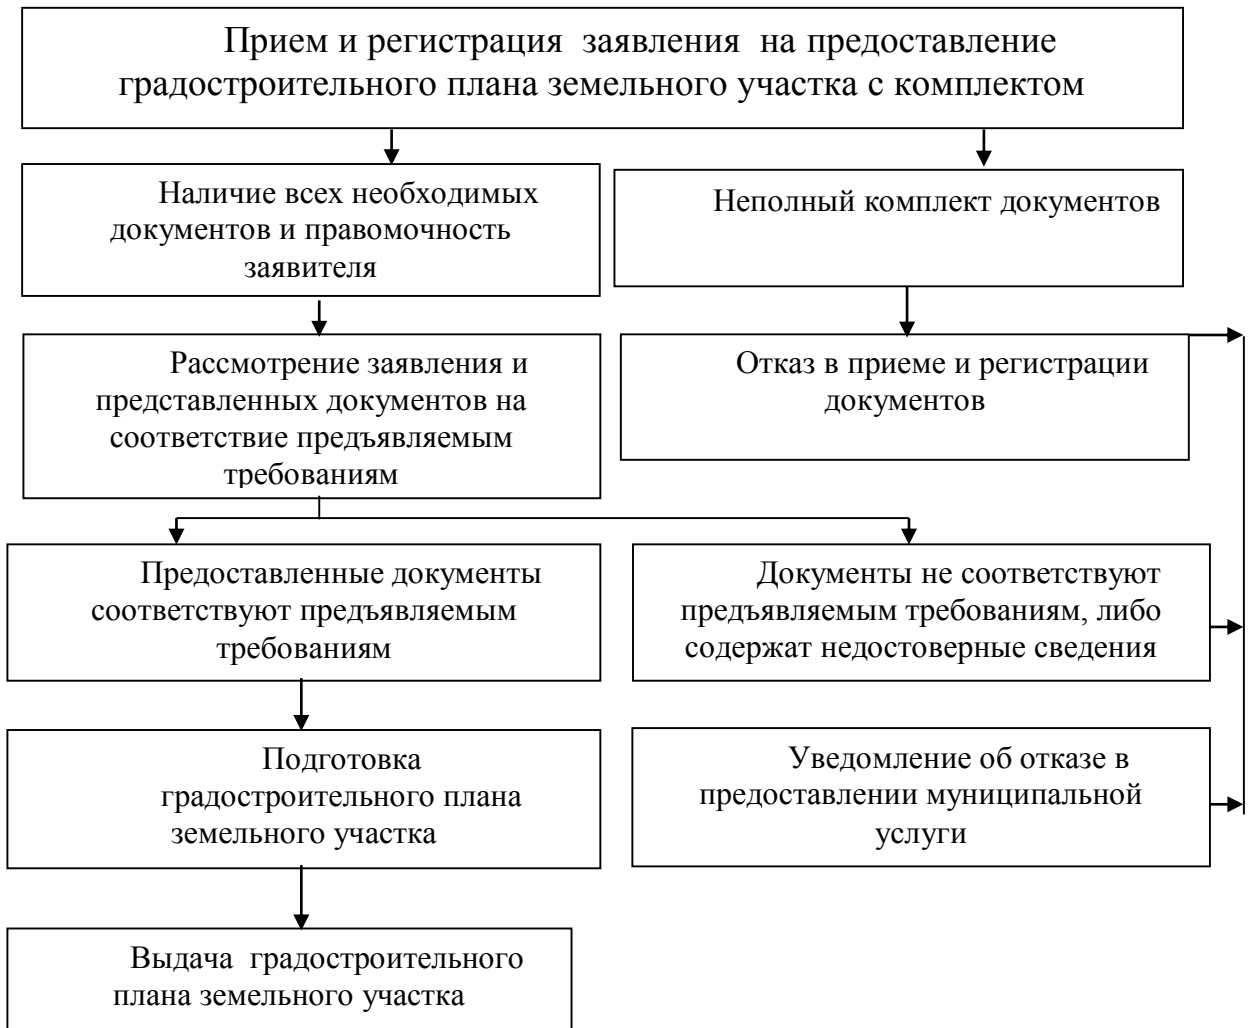 Прием и регистрация заявления на предоставление
градостроительного плана земельного участка с комплектом
Наличие всех необходимых
документов и правомочность
заявителя
Неполный комплект документов
Рассмотрение заявления и
представленных документов на
соответствие предъявляемым
требованиям
Отказ в приеме и регистрации
документов
Предоставленные документы
соответствуют предъявляемым
требованиям
Документы не соответствуют
предъявляемым требованиям, либо
содержат недостоверные сведения
Подготовка
градостроительного плана
земельного участка
Уведомление об отказе в
предоставлении муниципальной
услуги
Выдача градостроительного
плана земельного участка